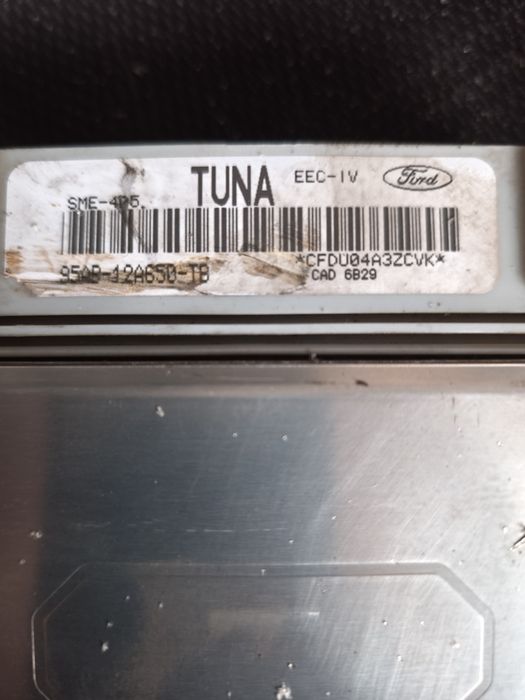 TUNA EEC-IV Ford
SME-405.
95AB-12A650-TB *CFDU04A3ZCVK*
CAD 6B29